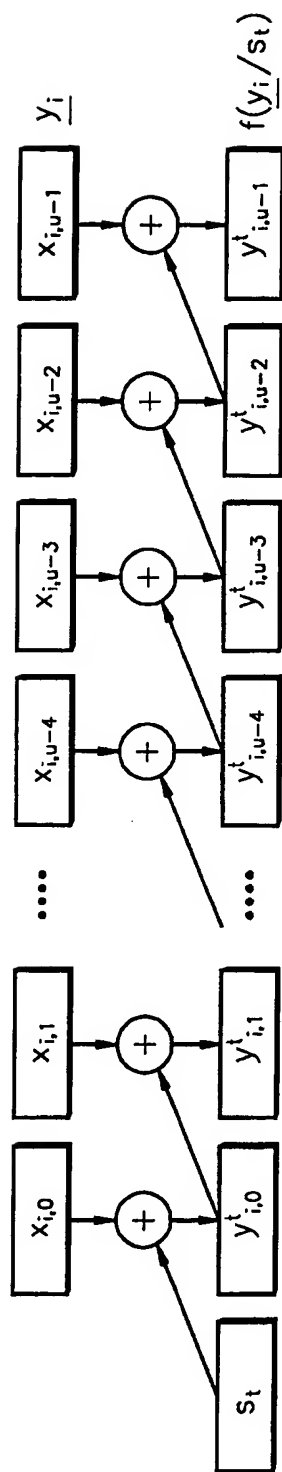 x_{i,0} x_{i,1} .... x_{i,u-4} x_{i,u-3} x_{i,u-2} x_{i,u-1} y_i
+ + + + + +
s_t y^t_{i,0} y^t_{i,1} .... y^t_{i,u-4} y^t_{i,u-3} y^t_{i,u-2} y^t_{i,u-1} f(y_i/s_t)